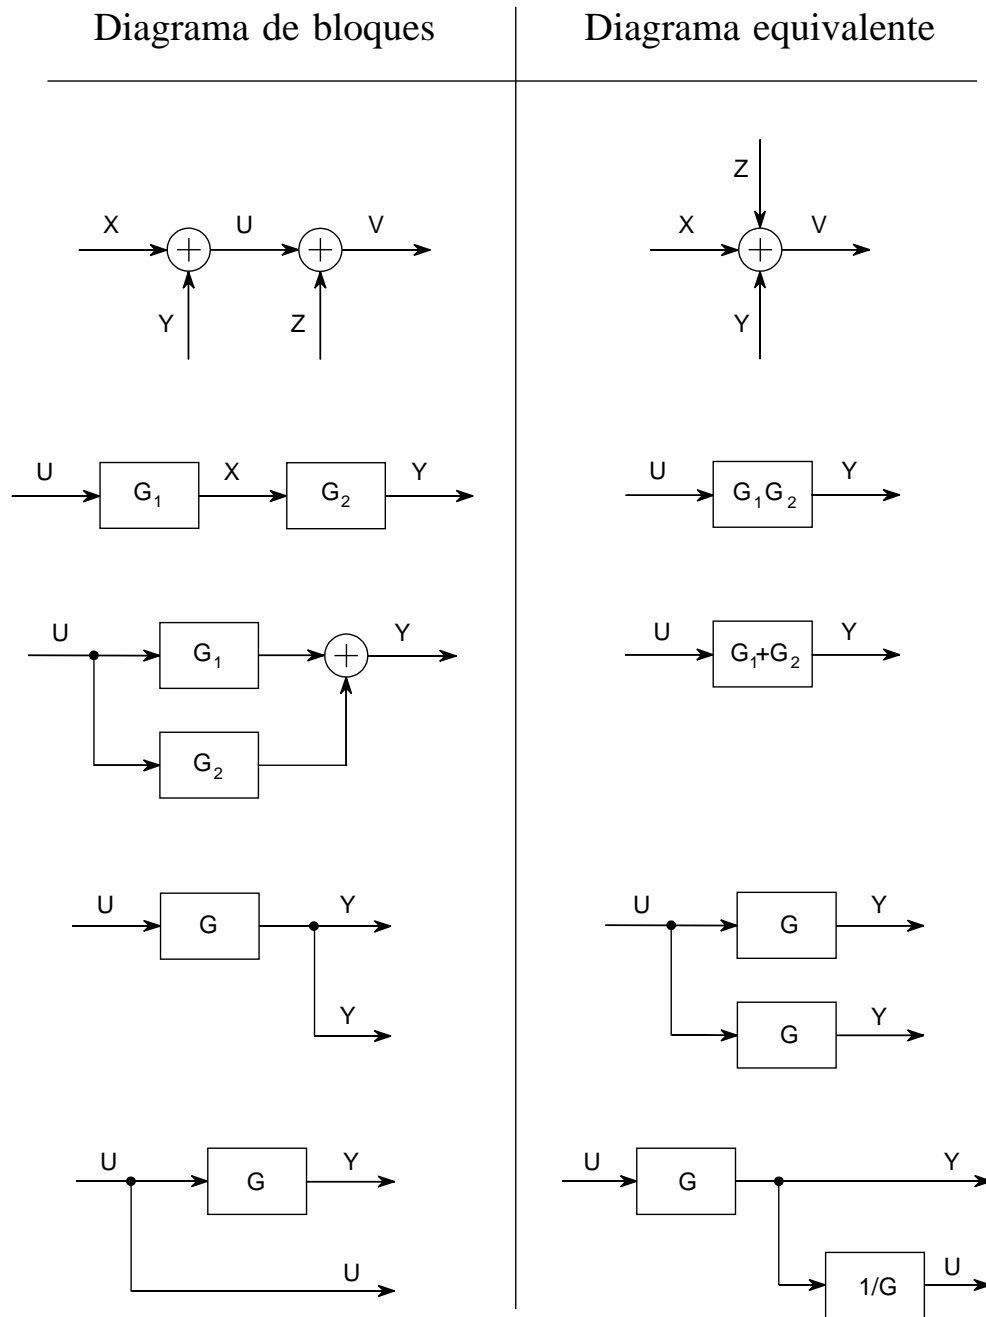 Diagrama de bloques Diagrama equivalente
Z
X U V X V
Y Z Y
U X Y U Y
G1 G2 G1G2
U Y U Y
G1 G1+G2
G2
U Y U Y
G G
Y Y
G
U Y U Y
G G
U U
1/G